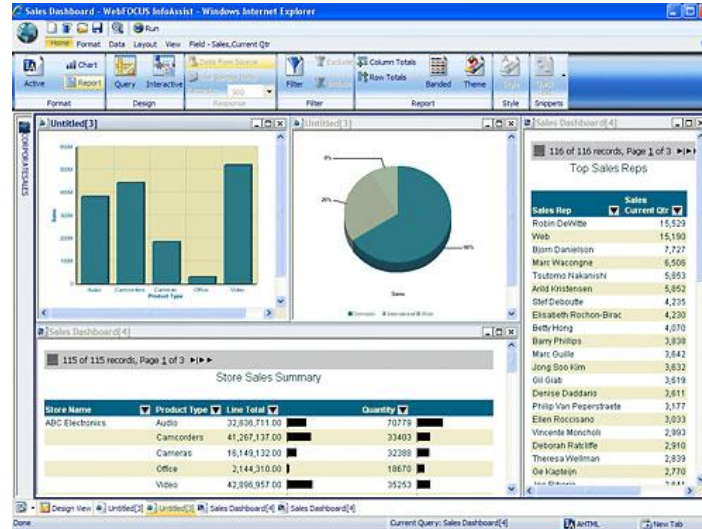 Sales Dashboard - WebFOCUS InfoAssist - Windows Internet Explorer
Run
Home Format Data Layout View Field - Sales,Current Qtr
Active
Chart
Report
Query
Interactive
Data From Source
500
Filter
Exclude
Column Totals
Row Totals
Banded
Theme
Style
Format
Design
Response
Filter
Report
Style
Snippets
CORPORATESALES
Untitled[3]
Sales
Audio Camcorders Cameras Office Video
Product Type
Untitled[3]
Sales
Sales Dashboard[4]
116 of 116 records, Page 1 of 3
Top Sales Reps
Sales Rep Sales Current Qtr
Robin DeWitte 15,529
Web 15,190
Bjorn Danielson 7,727
Marc Wacongne 6,506
Tsutomo Nakanishi 5,853
Arild Kristensen 5,852
Stef Deboutte 4,235
Elisabeth Rochon-Birac 4,230
Betty Hong 4,070
Barry Phillips 3,838
Marc Guille 3,642
Jong Soo Kim 3,632
Gil Giab 3,619
Denise Daddario 3,611
Philip Van Peperstraete 3,177
Ellen Roccisano 3,033
Vincente Moncholi 2,993
Deborah Ratcliffe 2,910
Theresa Wellman 2,839
Ge Kapteijn 2,770
Sales Dashboard[4]
115 of 115 records, Page 1 of 3
Store Sales Summary
Store Name Product Type Line Total Quantity
ABC Electronics Audio 32,836,711.00 70779
Camcorders 41,267,137.00 33403
Cameras 16,149,132.00 32388
Office 2,144,310.00 18670
Video 42,896,957.00 35253
Design View Untitled[3] Untitled[3] Sales Dashboard[4] Sales Dashboard[4]
Done Current Query: Sales Dashboard[4] AHTML New Tab